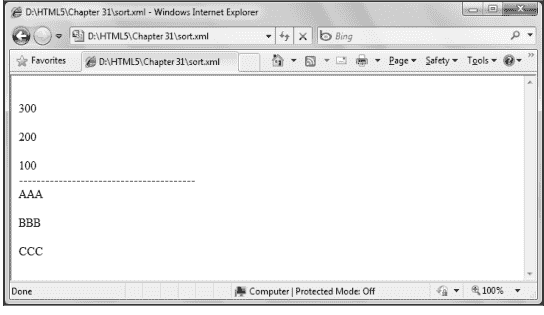 D:\HTML5\Chapter 31\sort.xml - Windows Internet Explorer
D:\HTML5\Chapter 31\sort.xml Bing
Favorites D:\HTML5\Chapter 31\sort.xml Page Safety Tools »
300
200
100
----------------------------------------
AAA
BBB
CCC
Done Computer | Protected Mode: Off 100%